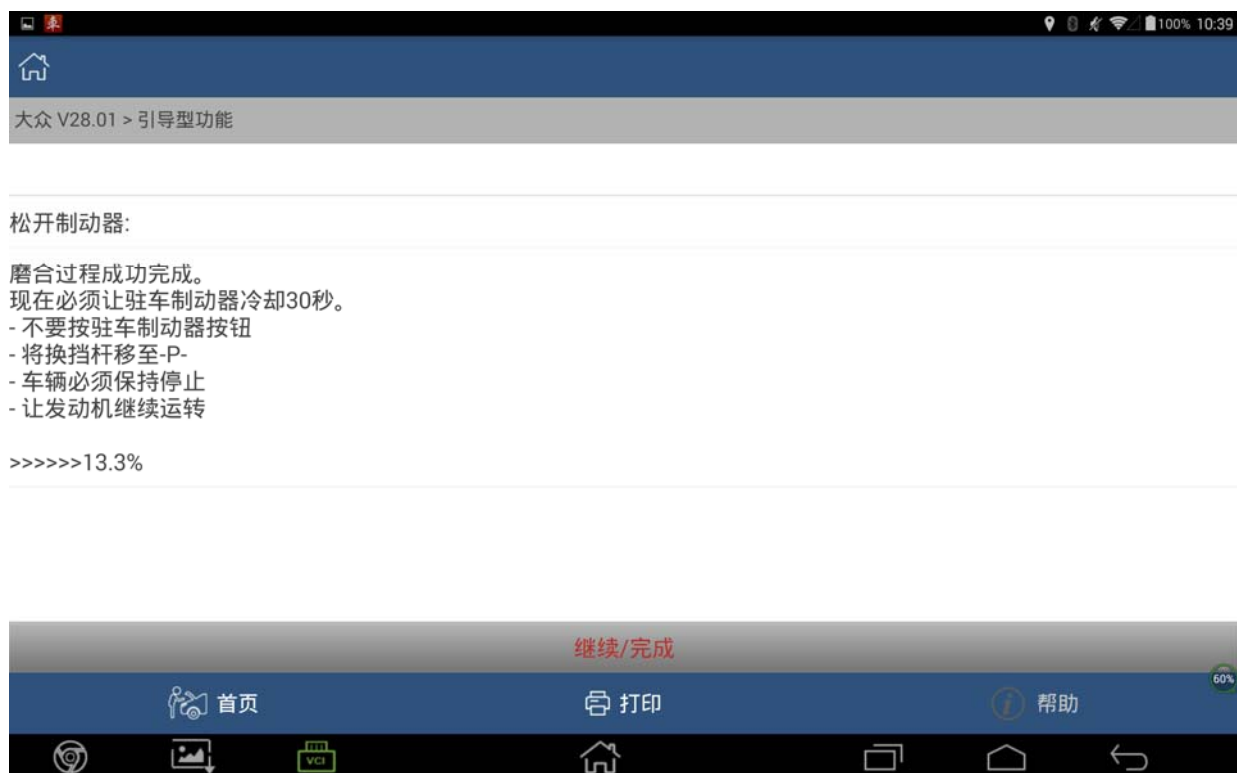 100% 10:39
大众 V28.01 > 引导型功能
松开制动器:
磨合过程成功完成。
现在必须让驻车制动器冷却30秒。
- 不要按驻车制动器按钮
- 将换挡杆移至-P-
- 车辆必须保持停止
- 让发动机继续运转
>>>>>>13.3%
继续/完成
60%
首页
打印
帮助
VCI